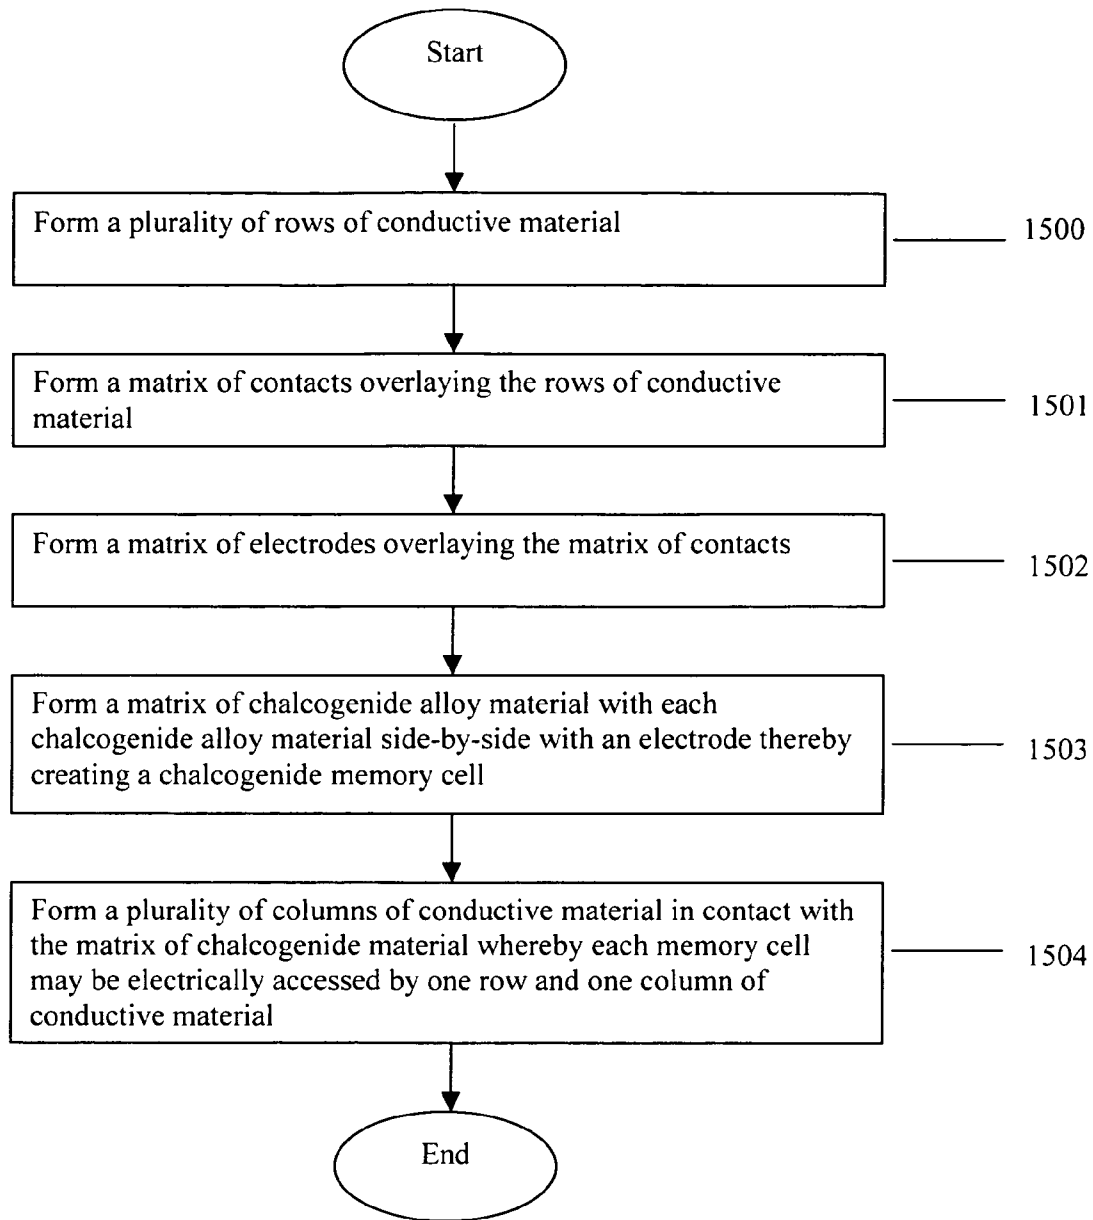 Start
Form a plurality of rows of conductive material
1500
Form a matrix of contacts overlaying the rows of conductive
material
1501
Form a matrix of electrodes overlaying the matrix of contacts
1502
Form a matrix of chalcogenide alloy material with each
chalcogenide alloy material side-by-side with an electrode thereby
creating a chalcogenide memory cell
1503
Form a plurality of columns of conductive material in contact with
the matrix of chalcogenide material whereby each memory cell
may be electrically accessed by one row and one column of
conductive material
1504
End